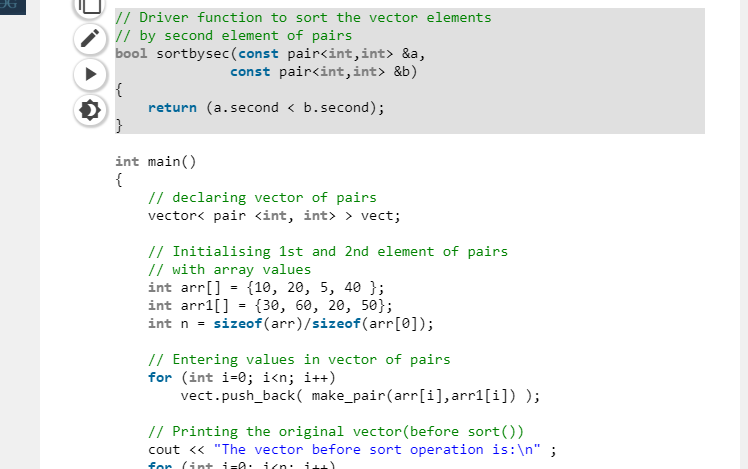 // Driver function to sort the vector elements
// by second element of pairs
bool sortbysec(const pair<int,int> &a,
              const pair<int,int> &b)
{
    return (a.second < b.second);
}

int main()
{
    // declaring vector of pairs
    vector< pair <int, int> > vect;

    // Initialising 1st and 2nd element of pairs
    // with array values
    int arr[] = {10, 20, 5, 40 };
    int arr1[] = {30, 60, 20, 50};
    int n = sizeof(arr)/sizeof(arr[0]);

    // Entering values in vector of pairs
    for (int i=0; i<n; i++)
        vect.push_back( make_pair(arr[i],arr1[i]) );

    // Printing the original vector(before sort())
    cout << "The vector before sort operation is:\n" ;
    for (int i=0; i<n; i++)